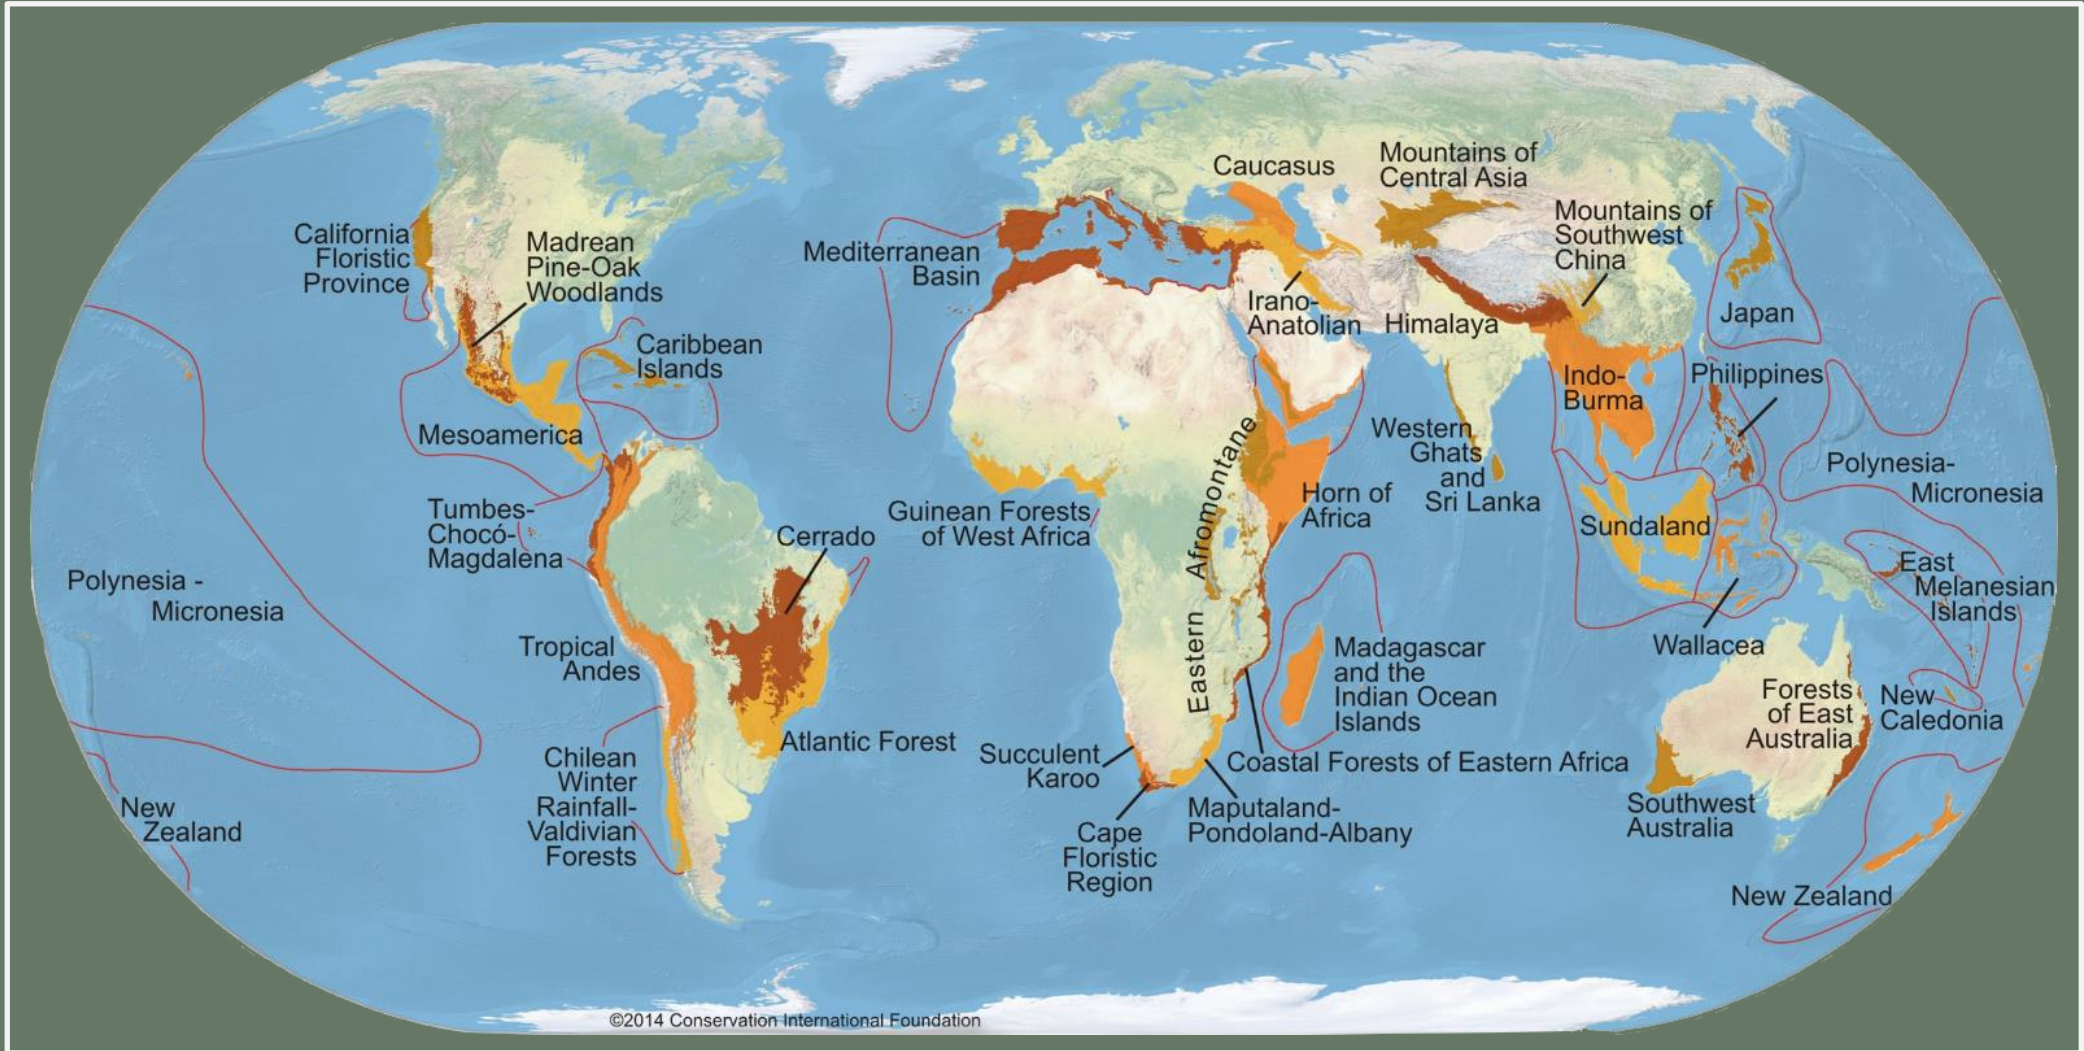 Caucasus
Mountains of
Central Asia
Mountains of
Southwest
China
California
Floristic
Province
Madrean
Pine-Oak
Woodlands
Mediterranean
Basin
Irano-
Anatolian
Himalaya
Japan
Caribbean
Islands
Indo-
Burma
Philippines
Mesoamerica
Western
Ghats
and
Sri Lanka
Polynesia-
Micronesia
Tumbes-
Chocó-
Magdalena
Cerrado
Guinean Forests
of West Africa
Eastern Afromontane
Horn of
Africa
Sundaland
East
Melanesian
Islands
Polynesia -
Micronesia
Tropical
Andes
Madagascar
and the
Indian Ocean
Islands
Wallacea
Forests
of East
Australia
New
Caledonia
Atlantic Forest
Chilean
Winter
Rainfall-
Valdivian
Forests
Succulent
Karoo
Coastal Forests of Eastern Africa
Maputaland-
Pondoland-Albany
Cape
Floristic
Region
Southwest
Australia
New
Zealand
New Zealand
©2014 Conservation International Foundation